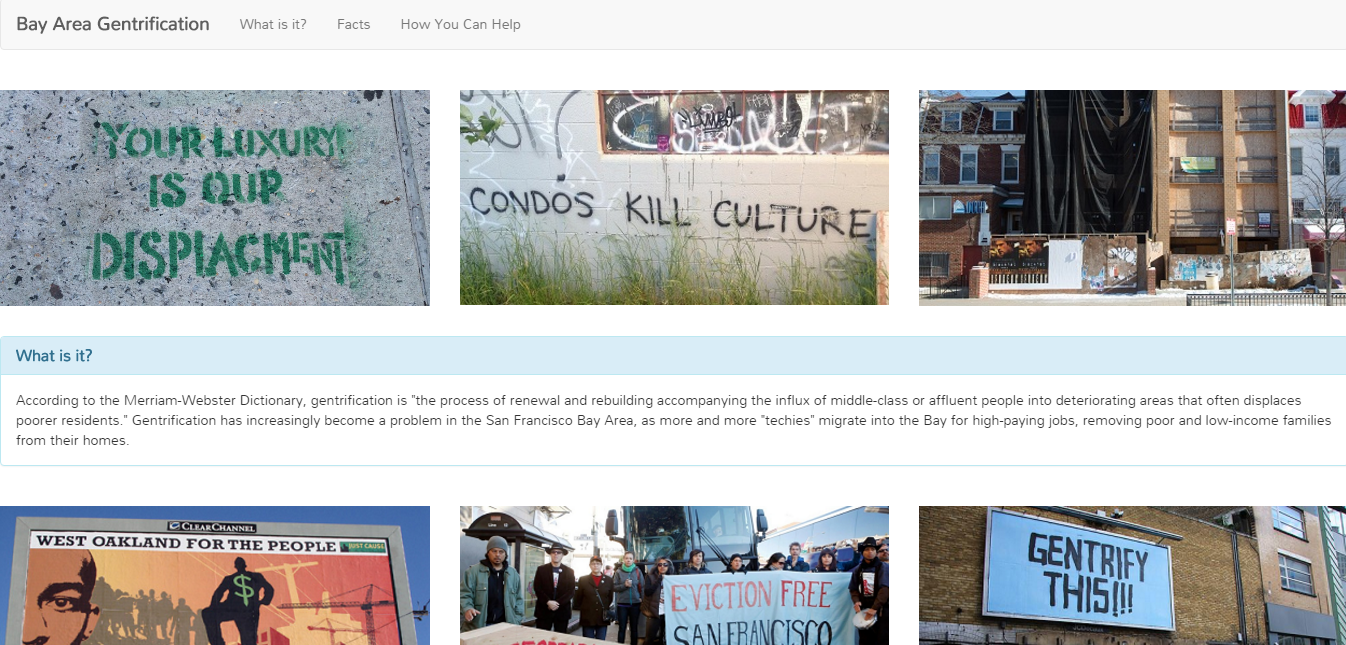 Bay Area Gentrification What is it? Facts How You Can Help
YOUR LUXURY
IS OUR
DISPLACMENT
CONDOS KILL CULTURE
What is it?
According to the Merriam-Webster Dictionary, gentrification is "the process of renewal and rebuilding accompanying the influx of middle-class or affluent people into deteriorating areas that often displaces
poorer residents." Gentrification has increasingly become a problem in the San Francisco Bay Area, as more and more "techies" migrate into the Bay for high-paying jobs, removing poor and low-income families
from their homes.
CLEARCHANNEL
WEST OAKLAND FOR THE PEOPLE JUST CAUSE
$
EVICTION FREE
SAN FRANCISCO
GENTRIFY
THIS!!!